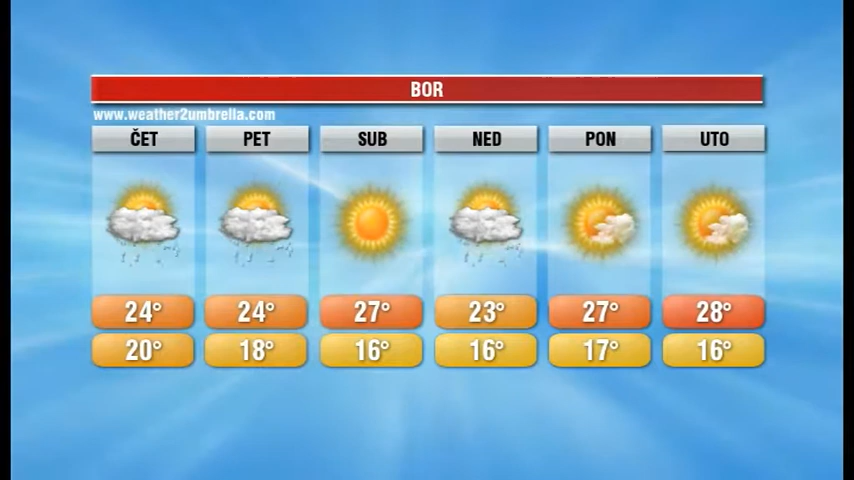 BOR
www.weather2umbrella.com
ČET PET SUB NED PON UTO
24° 24° 27° 23° 27° 28°
20° 18° 16° 16° 17° 16°